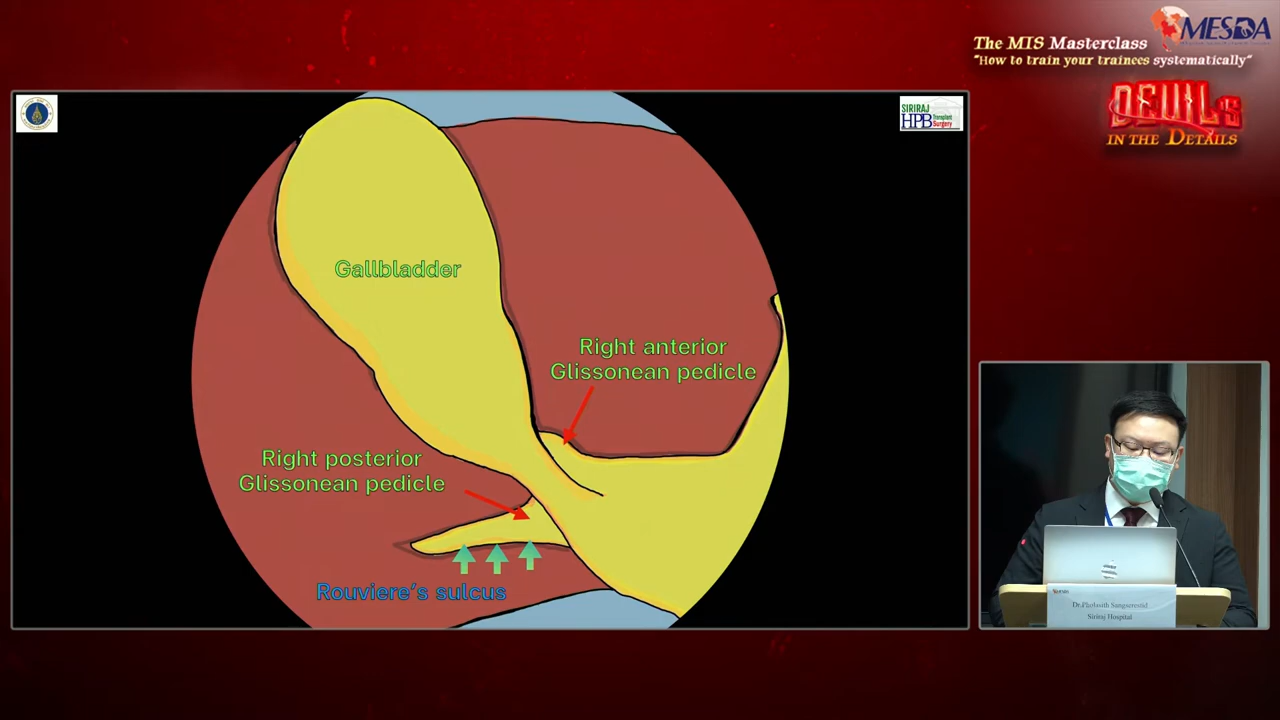 MESDA
The MIS Masterclass
"How to train your trainees systematically"
DEVILS
IN THE DETAILS
SIRIRAJ
HPB Transplant
Surgery
Gallbladder
Right anterior
Glissonean pedicle
Right posterior
Glissonean pedicle
Rouviere's sulcus
Siriraj Hospital